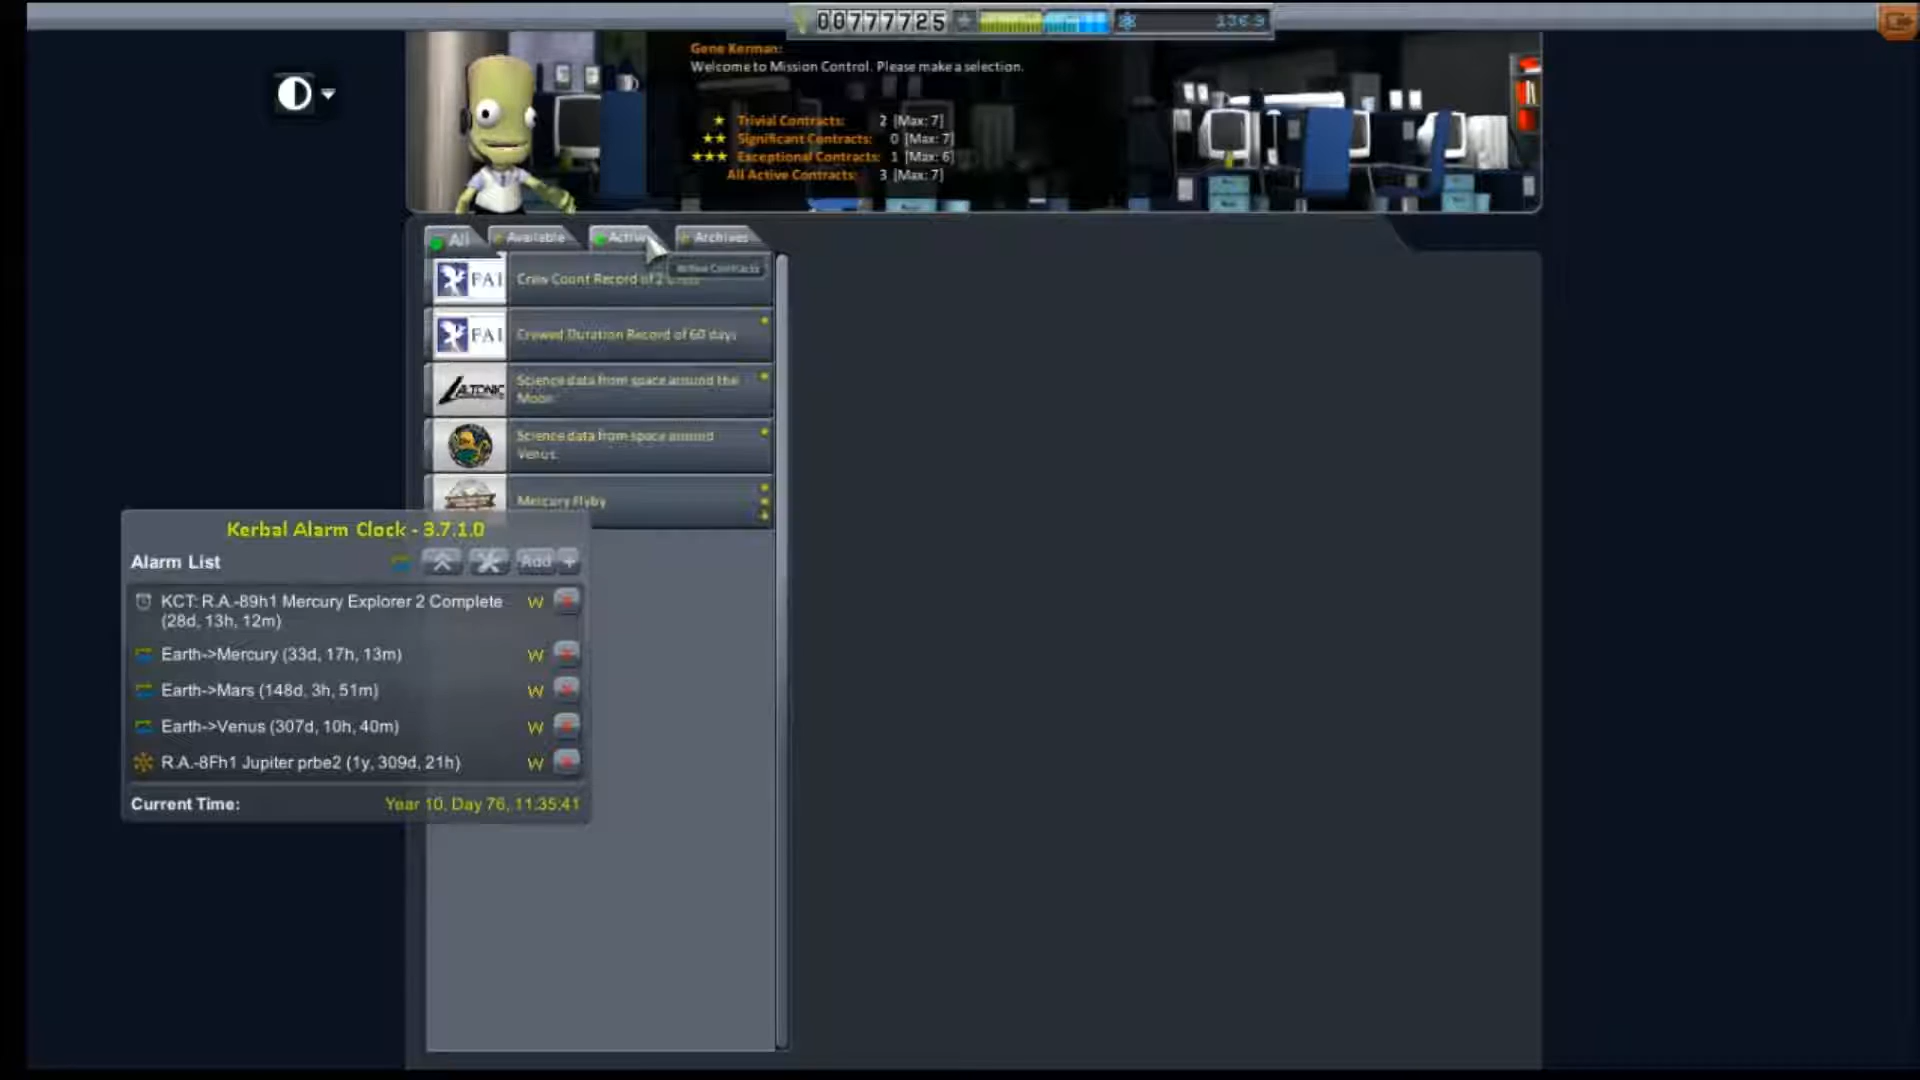 00777725
136.9
Gene Kerman:
Welcome to Mission Control. Please make a selection.
Trivial Contracts: 2 [Max: 7]
Significant Contracts: 0 [Max: 7]
Exceptional Contracts: 1 [Max: 6]
All Active Contracts: 3 [Max: 7]
All
Available
Archives
Active Contracts
FAI
Crew Count Record of 2
FAI
Crewed Duration Record of 60 days
Science data from space around the
Moon.
Science data from space around
Venus.
Mercury Flyby
Kerbal Alarm Clock - 3.7.1.0
Alarm List
Add +
KCT: R.A.-89h1 Mercury Explorer 2 Complete
(28d, 13h, 12m)
W
Earth->Mercury (33d, 17h, 13m)
W
Earth->Mars (148d, 3h, 51m)
W
Earth->Venus (307d, 10h, 40m)
W
R.A.-8Fh1 Jupiter prbe2 (1y, 309d, 21h)
W
Current Time:
Year 10, Day 76, 11:35:41